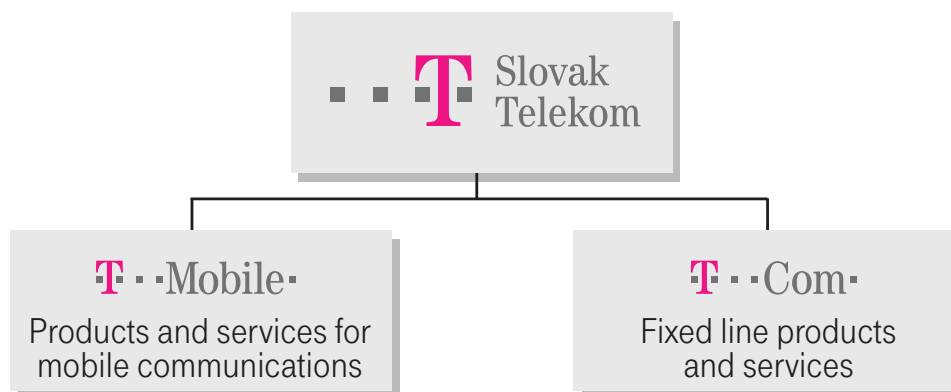 T Slovak
Telekom
T··Mobile·
Products and services for
mobile communications
T··Com·
Fixed line products
and services